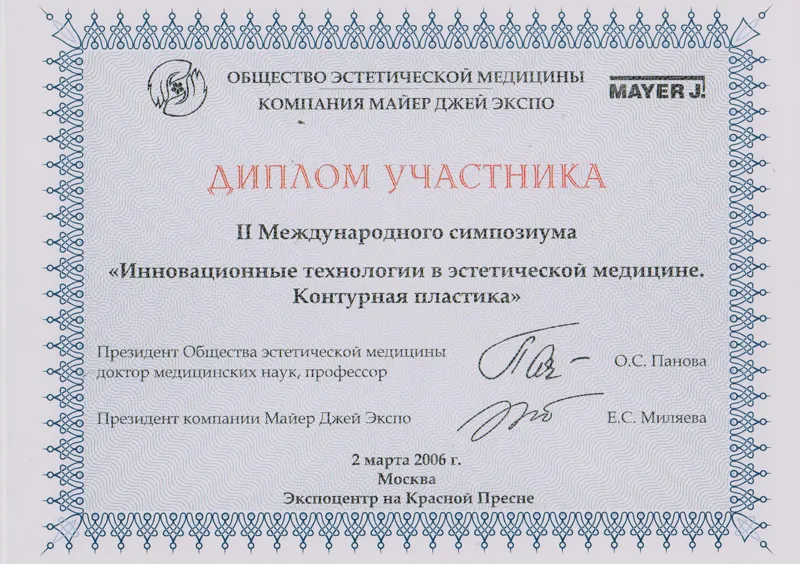 ОБЩЕСТВО ЭСТЕТИЧЕСКОЙ МЕДИЦИНЫ
КОМПАНИЯ МАЙЕР ДЖЕЙ ЭКСПО
MAYER J.
ДИПЛОМ УЧАСТНИКА
II Международного симпозиума
«Инновационные технологии в эстетической медицине.
Контурная пластика»
Президент Общества эстетической медицины
доктор медицинских наук, профессор
О.С. Панова
Президент компании Майер Джей Экспо
Е.С. Миляева
2 марта 2006 г.
Москва
Экспоцентр на Красной Пресне